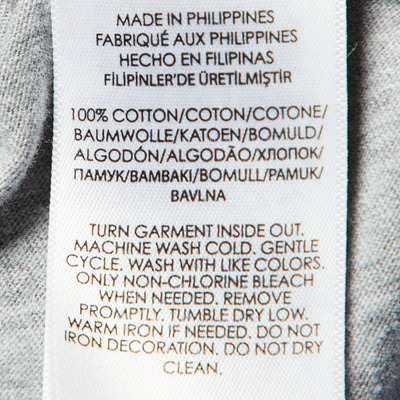 MADE IN PHILIPPINES
FABRIQUÉ AUX PHILIPPINES
HECHO EN FILIPINAS
FİLİPİNLER'DE ÜRETİLMİŞTİR
100% COTTON/COTON/COTONE/
BAUMWOLLE/KATOEN/BOMULD/
ALGODÓN/ALGODÃO/ХЛОПОК/
ПАМУК/BAMBAKI/BOMULL/PAMUK/
BAVLNA
TURN GARMENT INSIDE OUT.
MACHINE WASH COLD. GENTLE
CYCLE. WASH WITH LIKE COLORS.
ONLY NON-CHLORINE BLEACH
WHEN NEEDED. REMOVE
PROMPTLY. TUMBLE DRY LOW.
WARM IRON IF NEEDED. DO NOT
IRON DECORATION. DO NOT DRY
CLEAN.